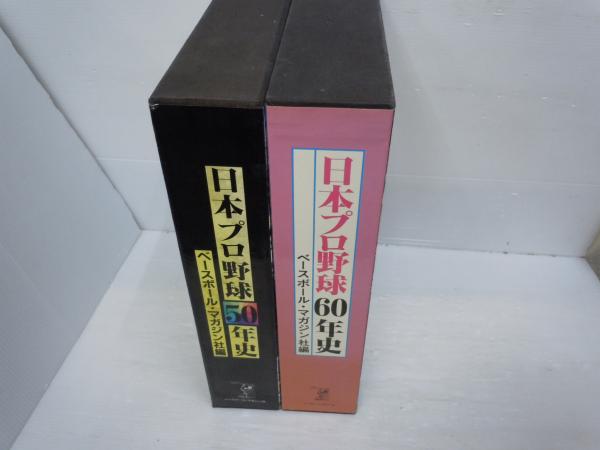 日本プロ野球50年史
ベースボール・マガジン社編
日本プロ野球60年史
ベースボール・マガジン社編